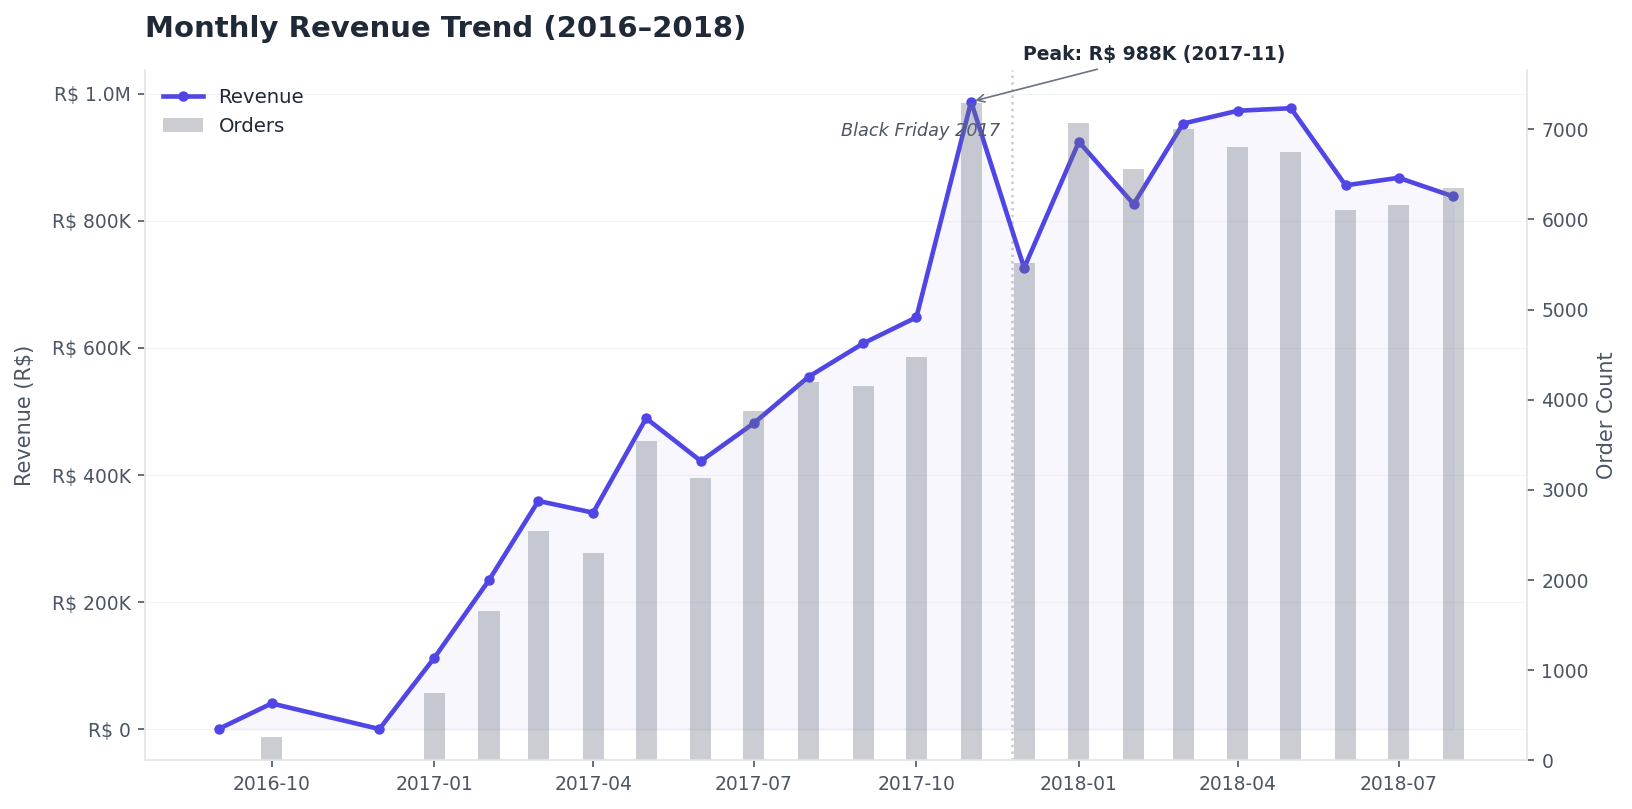 Monthly Revenue Trend (2016–2018)
Peak: R$ 988K (2017-11)
Revenue
Orders
Black Friday 2017
R$ 1.0M
R$ 800K
R$ 600K
R$ 400K
R$ 200K
R$ 0
Revenue (R$)
7000
6000
5000
4000
3000
2000
1000
0
Order Count
2016-10
2017-01
2017-04
2017-07
2017-10
2018-01
2018-04
2018-07